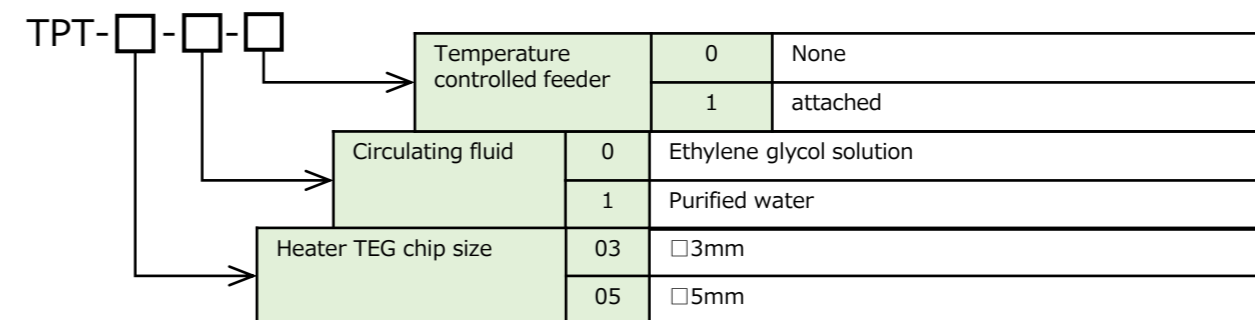 TPT-□-□-□
Temperature controlled feeder 0 None
1 attached
Circulating fluid 0 Ethylene glycol solution
1 Purified water
Heater TEG chip size 03 □3mm
05 □5mm